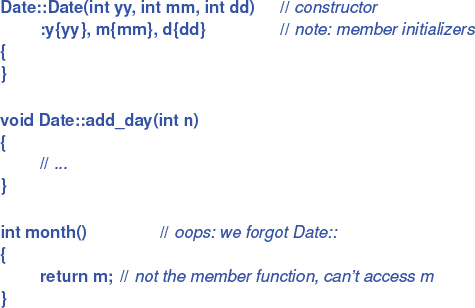 Date::Date(int yy, int mm, int dd) // constructor
:y{yy}, m{mm}, d{dd} // note: member initializers
{
}
void Date::add_day(int n)
{
// ...
}
int month() // oops: we forgot Date::
{
return m; // not the member function, can't access m
}